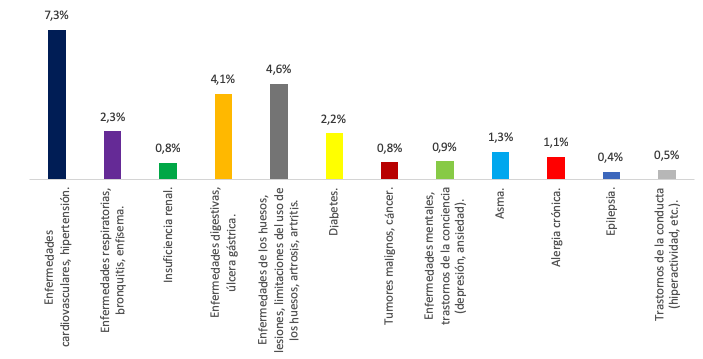 7,3%
2,3%
0,8%
4,1%
4,6%
2,2%
0,8%
0,9%
1,3%
1,1%
0,4%
0,5%
Enfermedades
cardiovasculares, hipertensión.
Enfermedades respiratorias,
bronquitis, enfisema.
Insuficiencia renal.
Enfermedades digestivas,
úlcera gástrica.
Enfermedades de los huesos,
lesiones, limitaciones del uso de
los huesos, artrosis, artritis.
Diabetes.
Tumores malignos, cáncer.
Enfermedades mentales,
trastornos de la conciencia
(depresión, ansiedad).
Asma.
Alergia crónica.
Epilepsia.
Trastornos de la conducta
(hiperactividad, etc.).